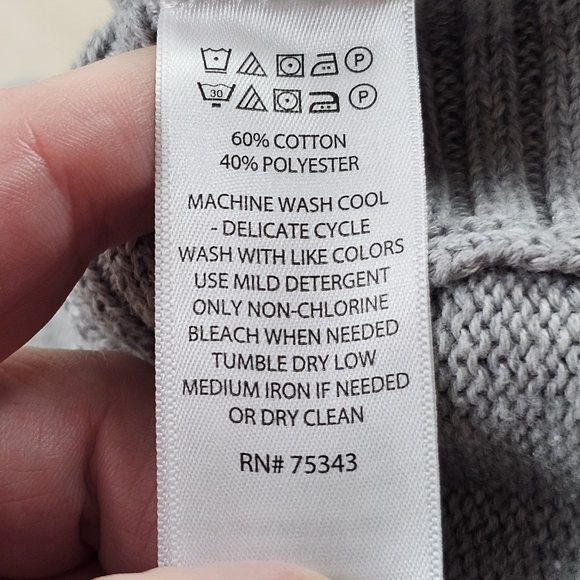 P
30 P
60% COTTON
40% POLYESTER
MACHINE WASH COOL
- DELICATE CYCLE
WASH WITH LIKE COLORS
USE MILD DETERGENT
ONLY NON-CHLORINE
BLEACH WHEN NEEDED
TUMBLE DRY LOW
MEDIUM IRON IF NEEDED
OR DRY CLEAN
RN# 75343